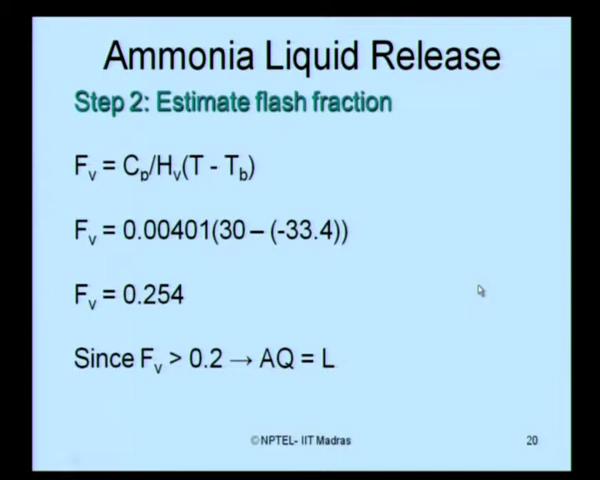 Ammonia Liquid Release
Step 2: Estimate flash fraction
Fᵥ = Cₚ/Hᵥ(T - T_b)
Fᵥ = 0.00401(30 – (-33.4))
Fᵥ = 0.254
Since Fᵥ > 0.2 → AQ = L
©NPTEL- IIT Madras
20